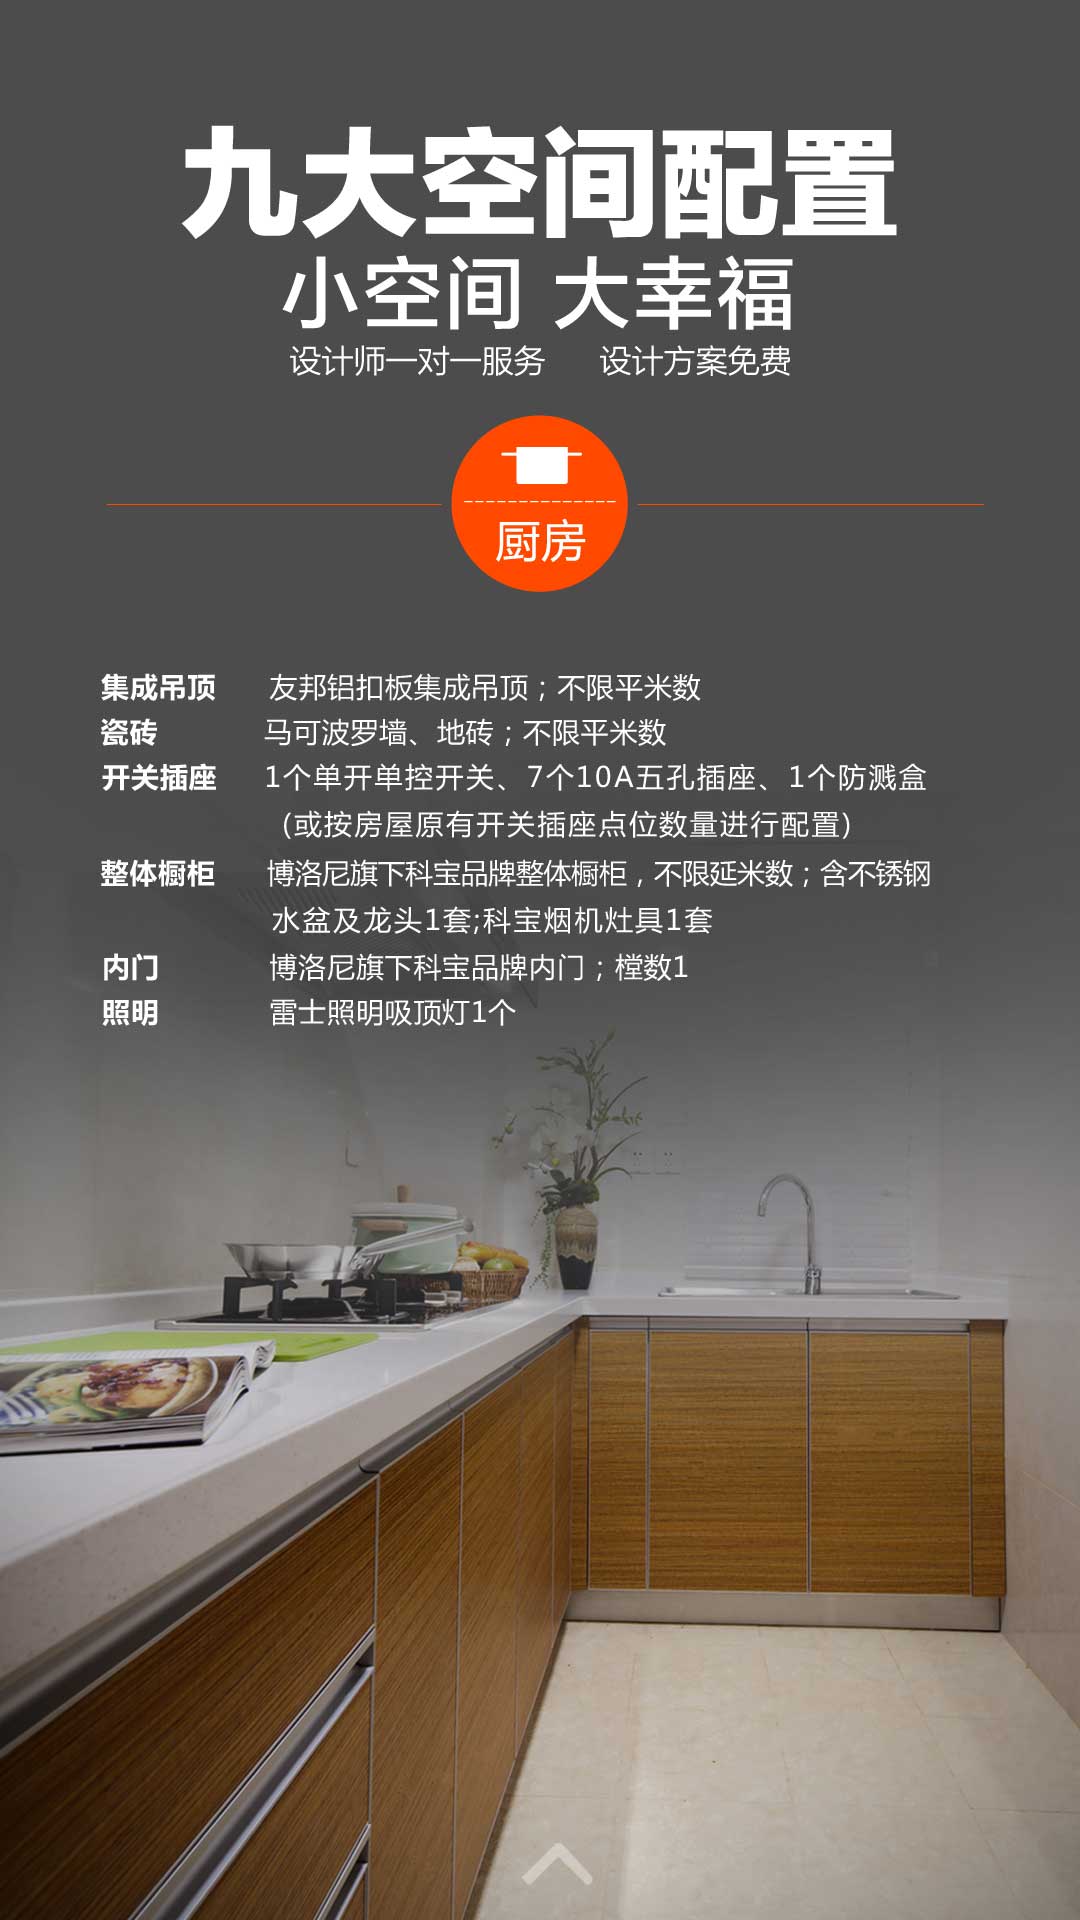 九大空间配置
小空间 大幸福
设计师一对一服务 设计方案免费
厨房
集成吊顶 友邦铝扣板集成吊顶；不限平米数
瓷砖 马可波罗墙、地砖；不限平米数
开关插座 1个单开单控开关、7个10A五孔插座、1个防溅盒
(或按房屋原有开关插座点位数量进行配置)
整体橱柜 博洛尼旗下科宝品牌整体橱柜，不限延米数；含不锈钢
水盆及龙头1套;科宝烟机灶具1套
内门 博洛尼旗下科宝品牌内门；樘数1
照明 雷士照明吸顶灯1个